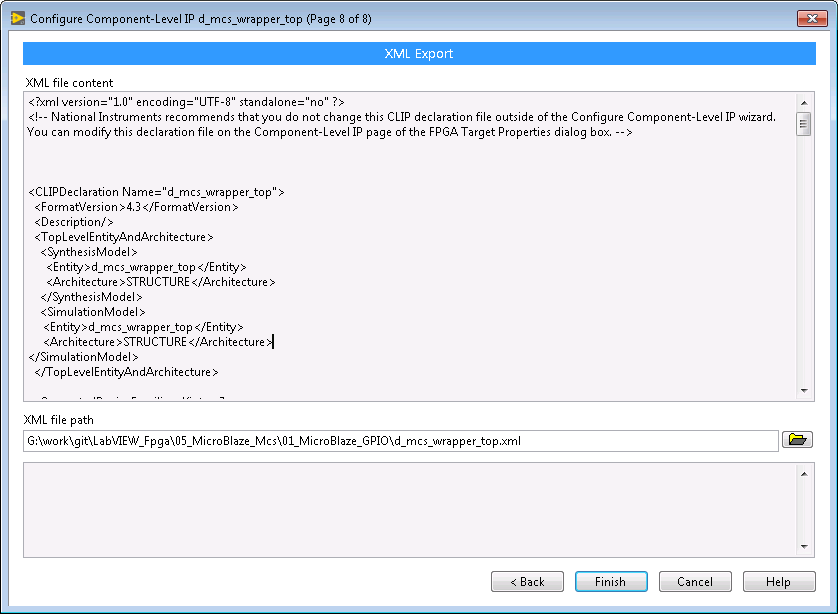 Configure Component-Level IP d_mcs_wrapper_top (Page 8 of 8)
XML Export
XML file content
<?xml version="1.0" encoding="UTF-8" standalone="no" ?>
<!-- National Instruments recommends that you do not change this CLIP declaration file outside of the Configure Component-Level IP wizard.
You can modify this declaration file on the Component-Level IP page of the FPGA Target Properties dialog box. -->
<CLIPDeclaration Name="d_mcs_wrapper_top">
<FormatVersion>4.3</FormatVersion>
<Description/>
<TopLevelEntityAndArchitecture>
<SynthesisModel>
<Entity>d_mcs_wrapper_top</Entity>
<Architecture>STRUCTURE</Architecture>
</SynthesisModel>
<SimulationModel>
<Entity>d_mcs_wrapper_top</Entity>
<Architecture>STRUCTURE</Architecture>
</SimulationModel>
</TopLevelEntityAndArchitecture>
XML file path
G:\work\git\LabVIEW_Fpga\05_MicroBlaze_Mcs\01_MicroBlaze_GPIO\d_mcs_wrapper_top.xml
< Back
Finish
Cancel
Help